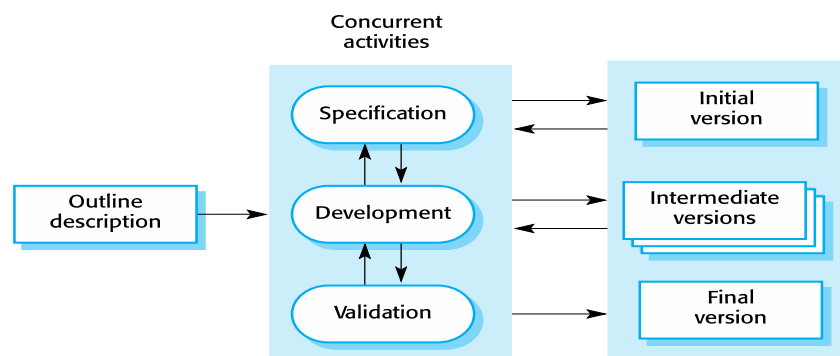 Concurrent
activities
Specification
Initial
version
Outline
description
Development
Intermediate
versions
Validation
Final
version